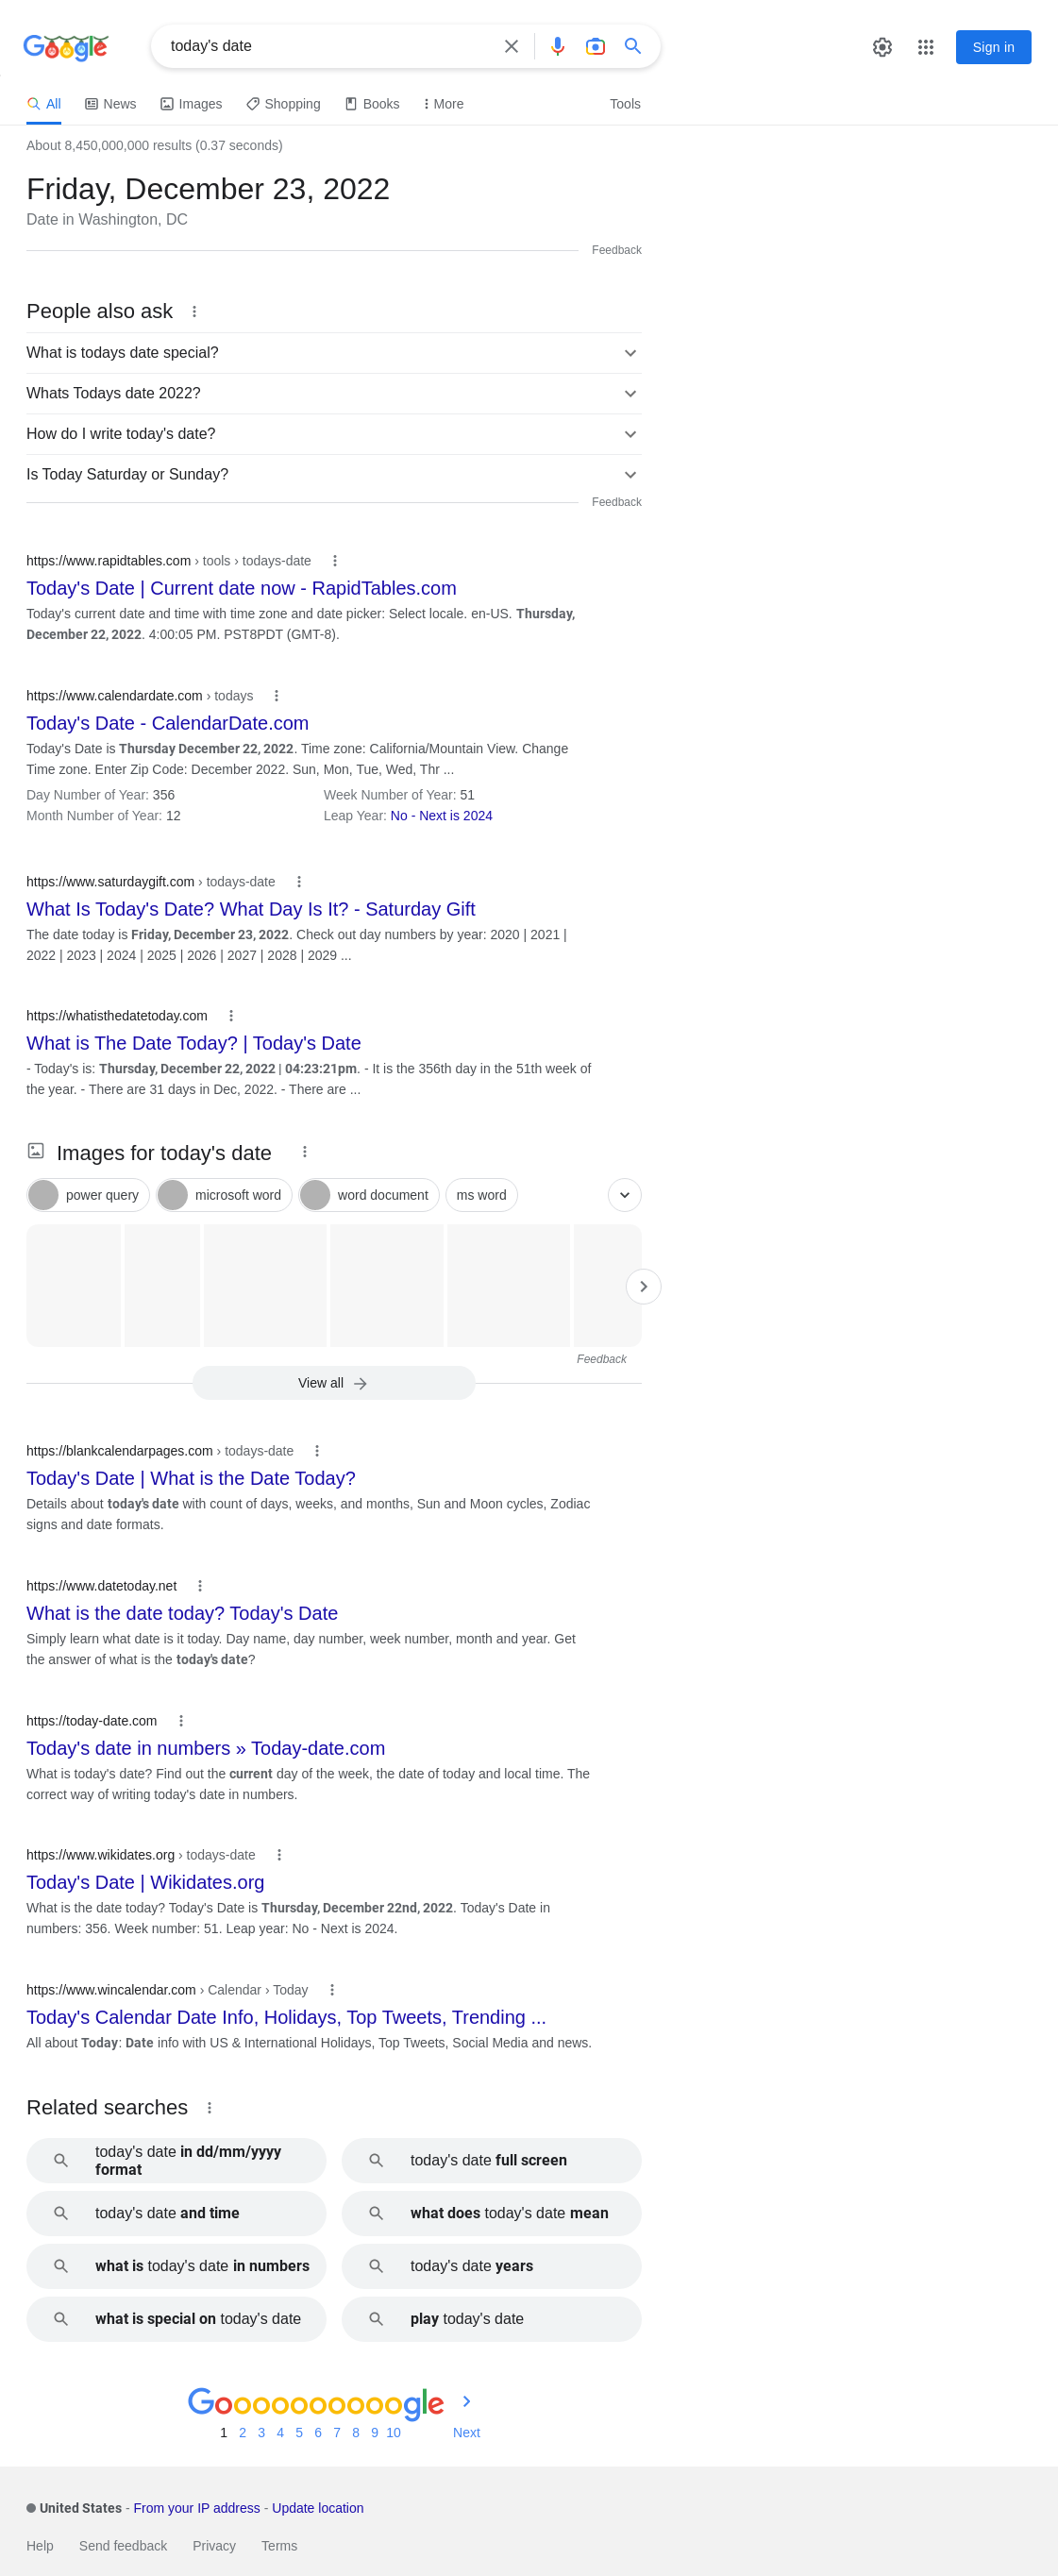 Google
today's date
Sign in
All
News
Images
Shopping
Books
More
Tools
About 8,450,000,000 results (0.37 seconds)
Friday, December 23, 2022
Date in Washington, DC
Feedback
People also ask
What is todays date special?
Whats Todays date 2022?
How do I write today's date?
Is Today Saturday or Sunday?
Feedback
https://www.rapidtables.com › tools › todays-date
Today's Date | Current date now - RapidTables.com
Today's current date and time with time zone and date picker: Select locale. en-US. Thursday,
December 22, 2022. 4:00:05 PM. PST8PDT (GMT-8).
https://www.calendardate.com › todays
Today's Date - CalendarDate.com
Today's Date is Thursday December 22, 2022. Time zone: California/Mountain View. Change
Time zone. Enter Zip Code: December 2022. Sun, Mon, Tue, Wed, Thr ...
Day Number of Year: 356
Week Number of Year: 51
Month Number of Year: 12
Leap Year: No - Next is 2024
https://www.saturdaygift.com › todays-date
What Is Today's Date? What Day Is It? - Saturday Gift
The date today is Friday, December 23, 2022. Check out day numbers by year: 2020 | 2021 |
2022 | 2023 | 2024 | 2025 | 2026 | 2027 | 2028 | 2029 ...
https://whatisthedatetoday.com
What is The Date Today? | Today's Date
- Today's is: Thursday, December 22, 2022 | 04:23:21pm. - It is the 356th day in the 51th week of
the year. - There are 31 days in Dec, 2022. - There are ...
Images for today's date
power query
microsoft word
word document
ms word
Feedback
View all
https://blankcalendarpages.com › todays-date
Today's Date | What is the Date Today?
Details about today's date with count of days, weeks, and months, Sun and Moon cycles, Zodiac
signs and date formats.
https://www.datetoday.net
What is the date today? Today's Date
Simply learn what date is it today. Day name, day number, week number, month and year. Get
the answer of what is the today's date?
https://today-date.com
Today's date in numbers » Today-date.com
What is today's date? Find out the current day of the week, the date of today and local time. The
correct way of writing today's date in numbers.
https://www.wikidates.org › todays-date
Today's Date | Wikidates.org
What is the date today? Today's Date is Thursday, December 22nd, 2022. Today's Date in
numbers: 356. Week number: 51. Leap year: No - Next is 2024.
https://www.wincalendar.com › Calendar › Today
Today's Calendar Date Info, Holidays, Top Tweets, Trending ...
All about Today: Date info with US & International Holidays, Top Tweets, Social Media and news.
Related searches
today's date in dd/mm/yyyy
format
today's date full screen
today's date and time
what does today's date mean
what is today's date in numbers
today's date years
what is special on today's date
play today's date
Goooooooooogle
1 2 3 4 5 6 7 8 9 10 Next
United States - From your IP address - Update location
Help Send feedback Privacy Terms